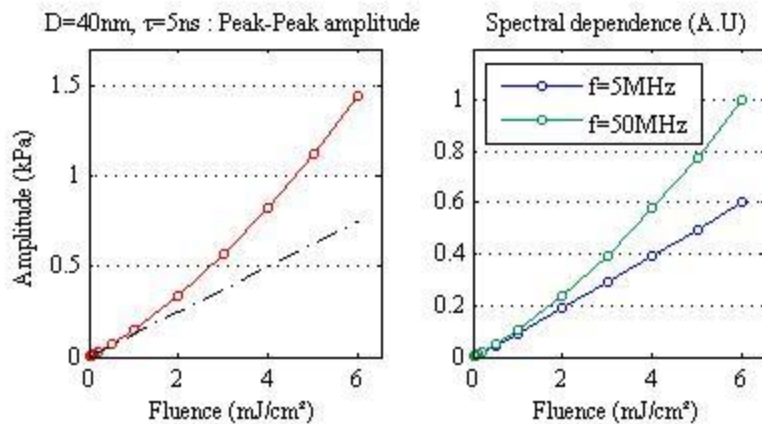 D=40nm, τ=5ns : Peak-Peak amplitude
Amplitude (kPa)
1.5
1
0.5
0
0
2
4
6
Fluence (mJ/cm²)
Spectral dependence (A.U)
f=5MHz
f=50MHz
1
0.8
0.6
0.4
0.2
0
0
2
4
6
Fluence (mJ/cm²)